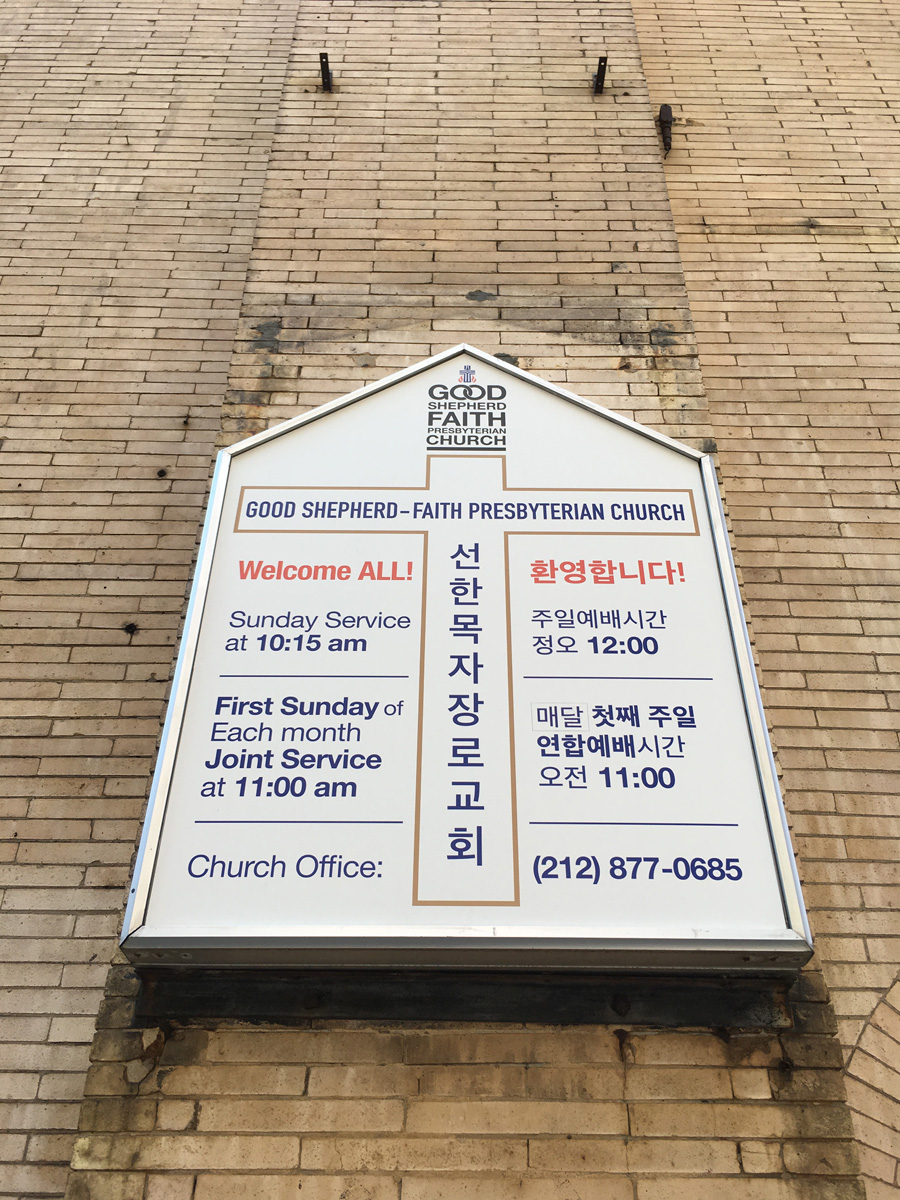 GOOD
SHEPHERD
FAITH
PRESBYTERIAN
CHURCH
GOOD SHEPHERD-FAITH PRESBYTERIAN CHURCH
선한목자장로교회
Welcome ALL!
Sunday Service
at 10:15 am
First Sunday of
Each month
Joint Service
at 11:00 am
Church Office:
환영합니다!
주일예배시간
정오 12:00
매달 첫째 주일
연합예배시간
오전 11:00
(212) 877-0685